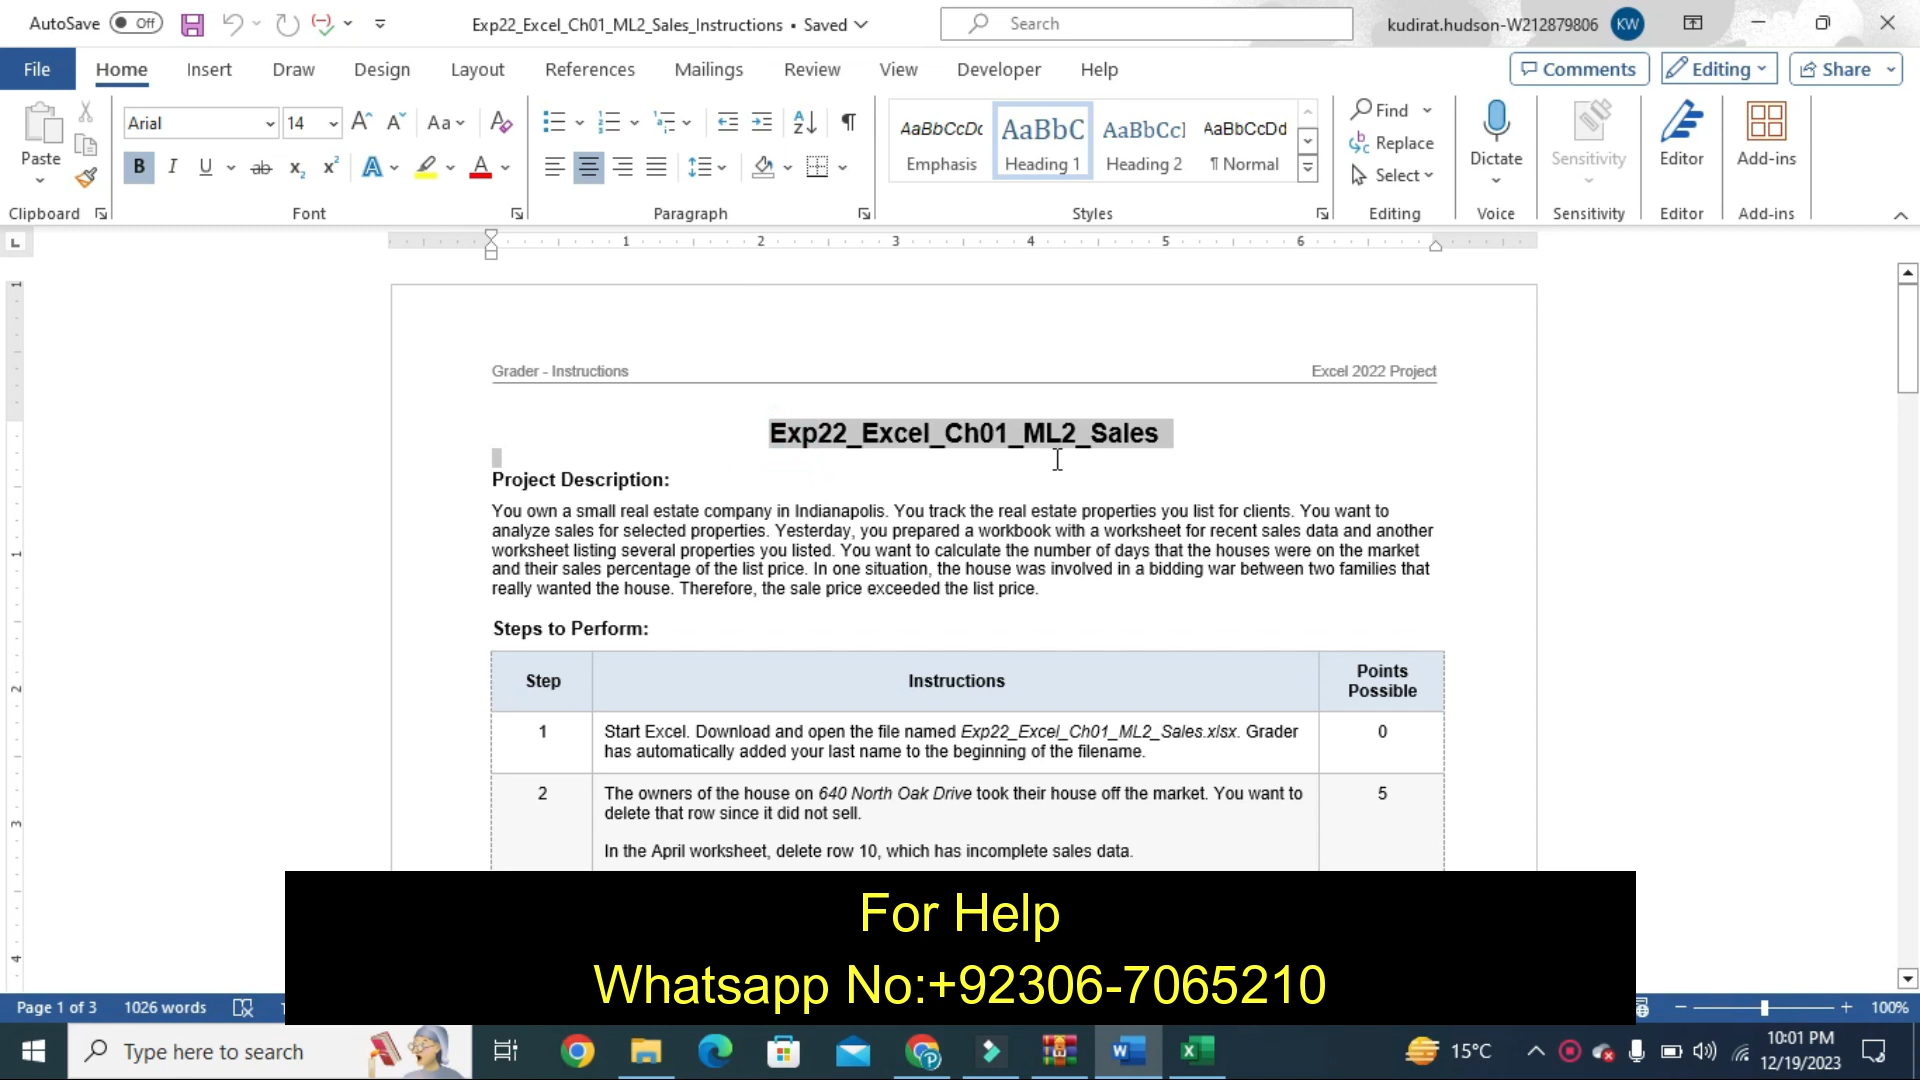 AutoSave Off Exp22_Excel_Ch01_ML2_Sales_Instructions • Saved Search kudirat.hudson-W212879806 KW
File Home Insert Draw Design Layout References Mailings Review View Developer Help Comments Editing Share
Paste
Clipboard
Arial 14
Font
Paragraph
AaBbCcDc AaBbC AaBbCc AaBbCcDd
Emphasis Heading 1 Heading 2 ¶ Normal
Styles
Find
Replace
Select
Editing
Dictate
Voice
Sensitivity
Sensitivity
Editor
Editor
Add-ins
Add-ins
1 2 3 4 5 6
Grader - Instructions Excel 2022 Project
Exp22_Excel_Ch01_ML2_Sales
Project Description:
You own a small real estate company in Indianapolis. You track the real estate properties you list for clients. You want to
analyze sales for selected properties. Yesterday, you prepared a workbook with a worksheet for recent sales data and another
worksheet listing several properties you listed. You want to calculate the number of days that the houses were on the market
and their sales percentage of the list price. In one situation, the house was involved in a bidding war between two families that
really wanted the house. Therefore, the sale price exceeded the list price.
Steps to Perform:
Step Instructions Points Possible
1 Start Excel. Download and open the file named Exp22_Excel_Ch01_ML2_Sales.xlsx. Grader 0
has automatically added your last name to the beginning of the filename.
2 The owners of the house on 640 North Oak Drive took their house off the market. You want to 5
delete that row since it did not sell.
In the April worksheet, delete row 10, which has incomplete sales data.
For Help
Whatsapp No:+92306-7065210
Page 1 of 3 1026 words 100%
Type here to search 15°C 10:01 PM
12/19/2023